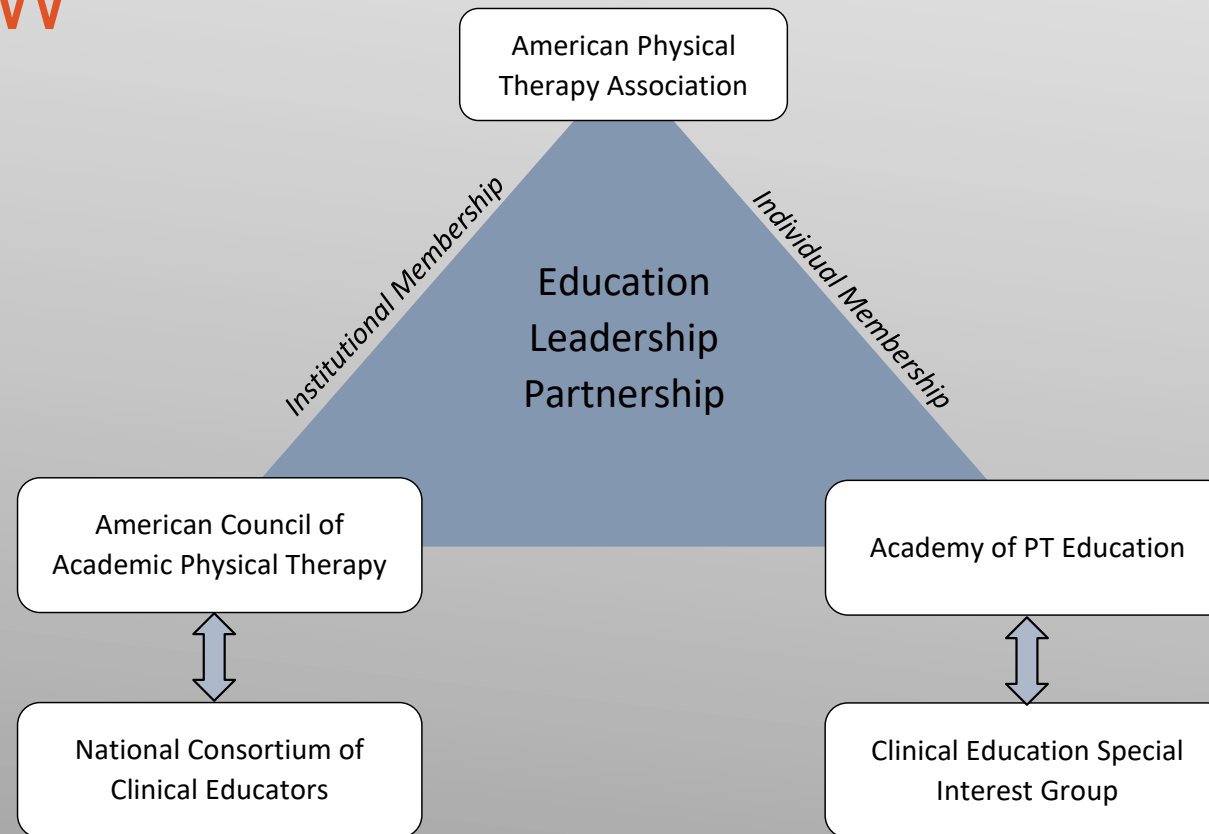 W
American Physical
Therapy Association
Institutional Membership
Individual Membership
Education
Leadership
Partnership
American Council of
Academic Physical Therapy
Academy of PT Education
National Consortium of
Clinical Educators
Clinical Education Special
Interest Group